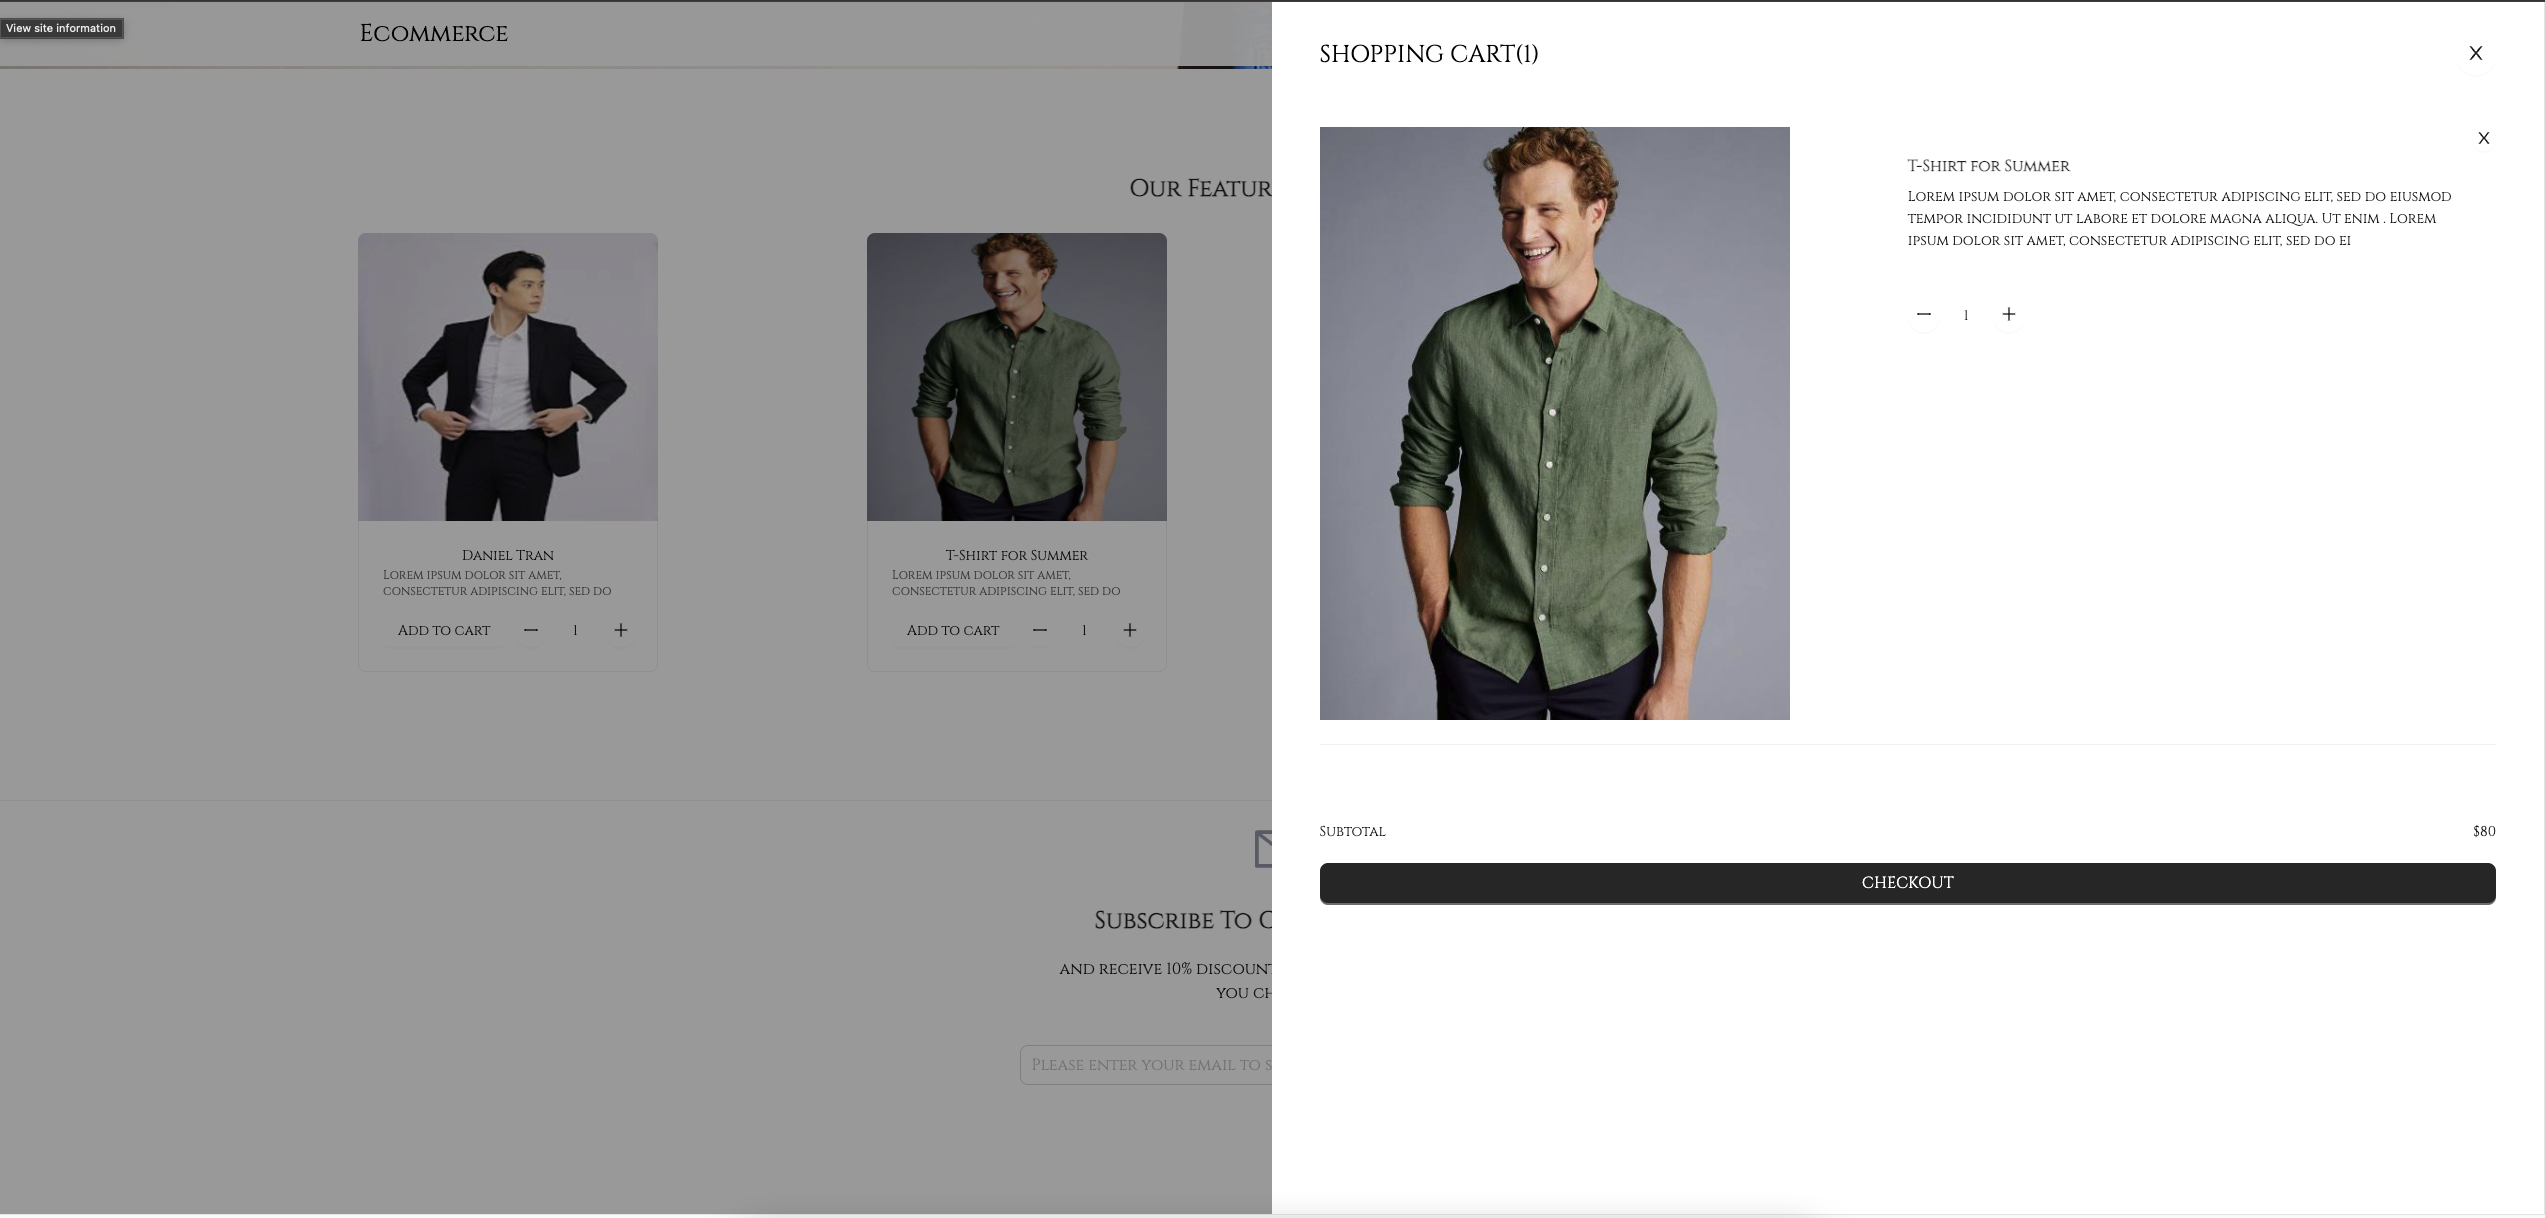 View site information
Ecommerce
Our Featur
Daniel Tran
Lorem ipsum dolor sit amet,
consectetur adipiscing elit, sed do
Add to cart — 1 +
T-Shirt for Summer
Lorem ipsum dolor sit amet,
consectetur adipiscing elit, sed do
Add to cart — 1 +
Subscribe To
and receive 10% discount
you ch
Please enter your email to s
SHOPPING CART(1)
X
X
T-Shirt for Summer
Lorem ipsum dolor sit amet, consectetur adipiscing elit, sed do eiusmod
tempor incididunt ut labore et dolore magna aliqua. Ut enim . Lorem
ipsum dolor sit amet, consectetur adipiscing elit, sed do ei
— 1 +
Subtotal
$80
CHECKOUT